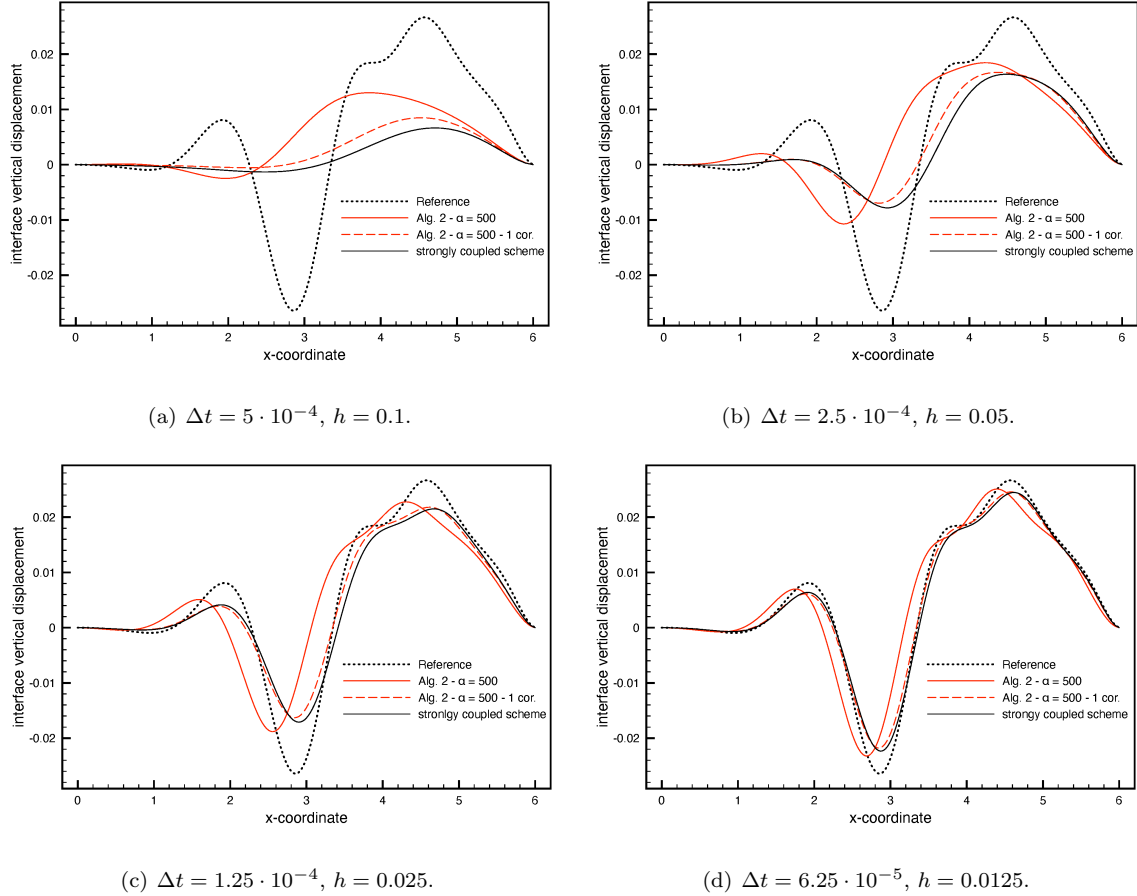 0.02
0.01
0
-0.01
-0.02
interface vertical displacement
Reference
Alg. 2 - α = 500
Alg. 2 - α = 500 - 1 cor.
strongly coupled scheme
0 1 2 3 4 5 6
x-coordinate
(a) Δt = 5 · 10⁻⁴, h = 0.1.
0.02
0.01
0
-0.01
-0.02
interface vertical displacement
Reference
Alg. 2 - α = 500
Alg. 2 - α = 500 - 1 cor.
strongly coupled scheme
0 1 2 3 4 5 6
x-coordinate
(b) Δt = 2.5 · 10⁻⁴, h = 0.05.
0.02
0.01
0
-0.01
-0.02
interface vertical displacement
Reference
Alg. 2 - α = 500
Alg. 2 - α = 500 - 1 cor.
stronlgy coupled scheme
0 1 2 3 4 5 6
x-coordinate
(c) Δt = 1.25 · 10⁻⁴, h = 0.025.
0.02
0.01
0
-0.01
-0.02
interface vertical displacement
Reference
Alg. 2 - α = 500
Alg. 2 - α = 500 - 1 cor.
strongy coupled scheme
0 1 2 3 4 5 6
x-coordinate
(d) Δt = 6.25 · 10⁻⁵, h = 0.0125.